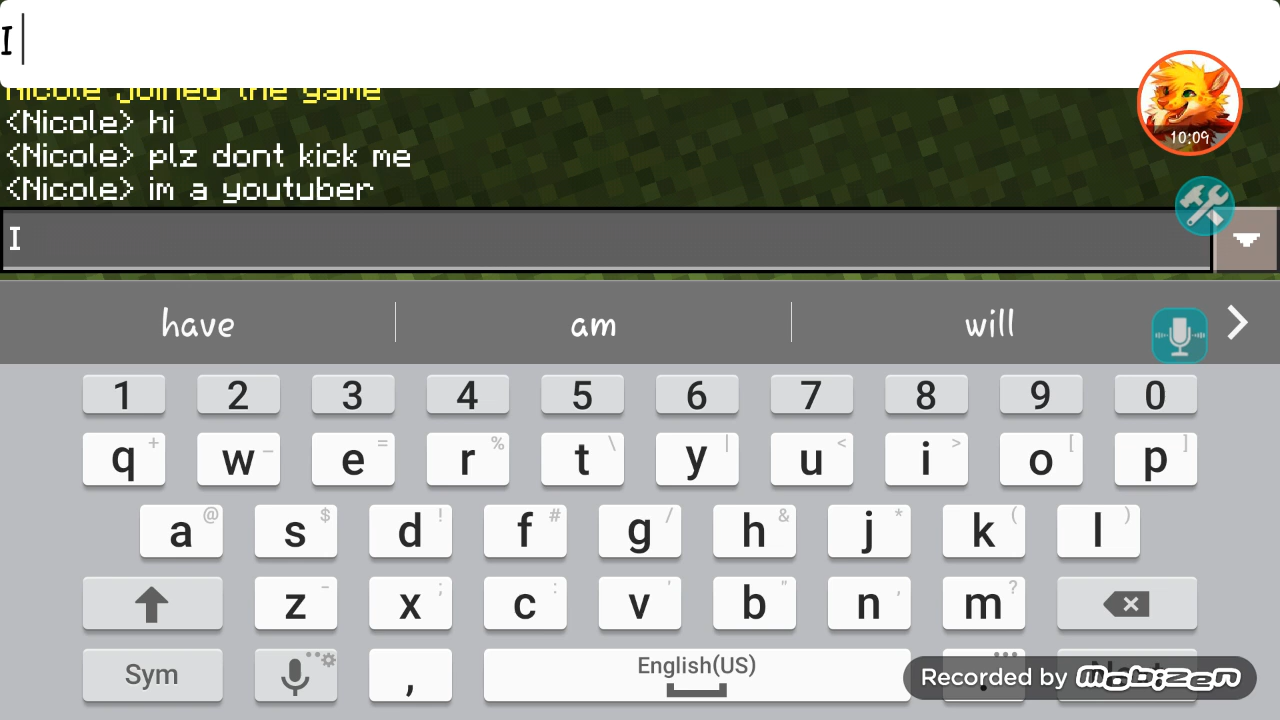 I
Nicole joined the game
10:09
<Nicole> hi
<Nicole> plz dont kick me
<Nicole> im a youtuber
I
have am will
1 2 3 4 5 6 7 8 9 0
q + w - e = r % t \ y | u < i > o [ p ]
a @ s $ d ! f # g / h & j * k ( l )
z - x ; c : v ' b " n , m ?
Sym , English(US) .
Recorded by mobizen